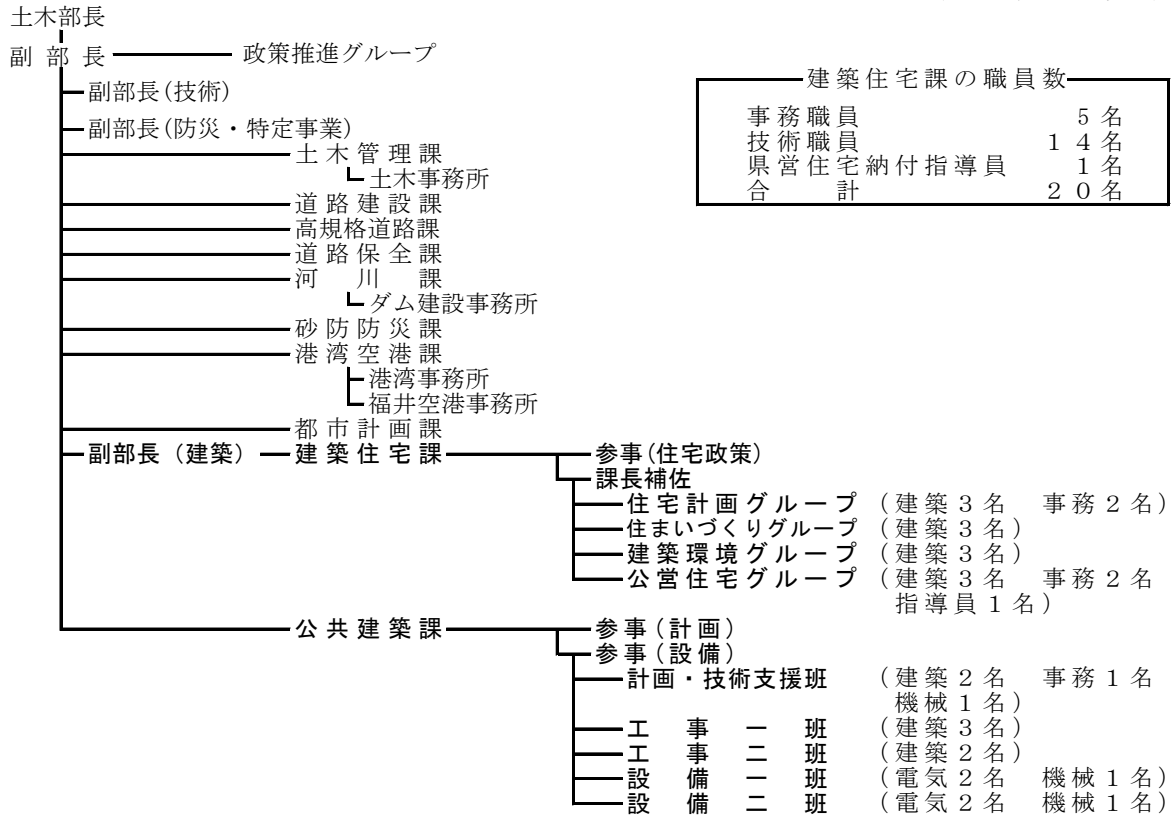 土木部長
副部長 政策推進グループ
副部長(技術)
副部長(防災・特定事業)
土木管理課
土木事務所
道路建設課
高規格道路課
道路保全課
河川課
ダム建設事務所
砂防防災課
港湾空港課
港湾事務所
福井空港事務所
都市計画課
副部長（建築） 建築住宅課 参事(住宅政策)
課長補佐
住宅計画グループ (建築3名 事務2名)
住まいづくりグループ (建築3名)
建築環境グループ (建築3名)
公営住宅グループ (建築3名 事務2名
指導員1名)
公共建築課 参事(計画)
参事(設備)
計画・技術支援班 (建築2名 事務1名
機械1名)
工事一班 (建築3名)
工事二班 (建築2名)
設備一班 (電気2名 機械1名)
設備二班 (電気2名 機械1名)
建築住宅課の職員数
事務職員 5名
技術職員 14名
県営住宅納付指導員 1名
合計 20名